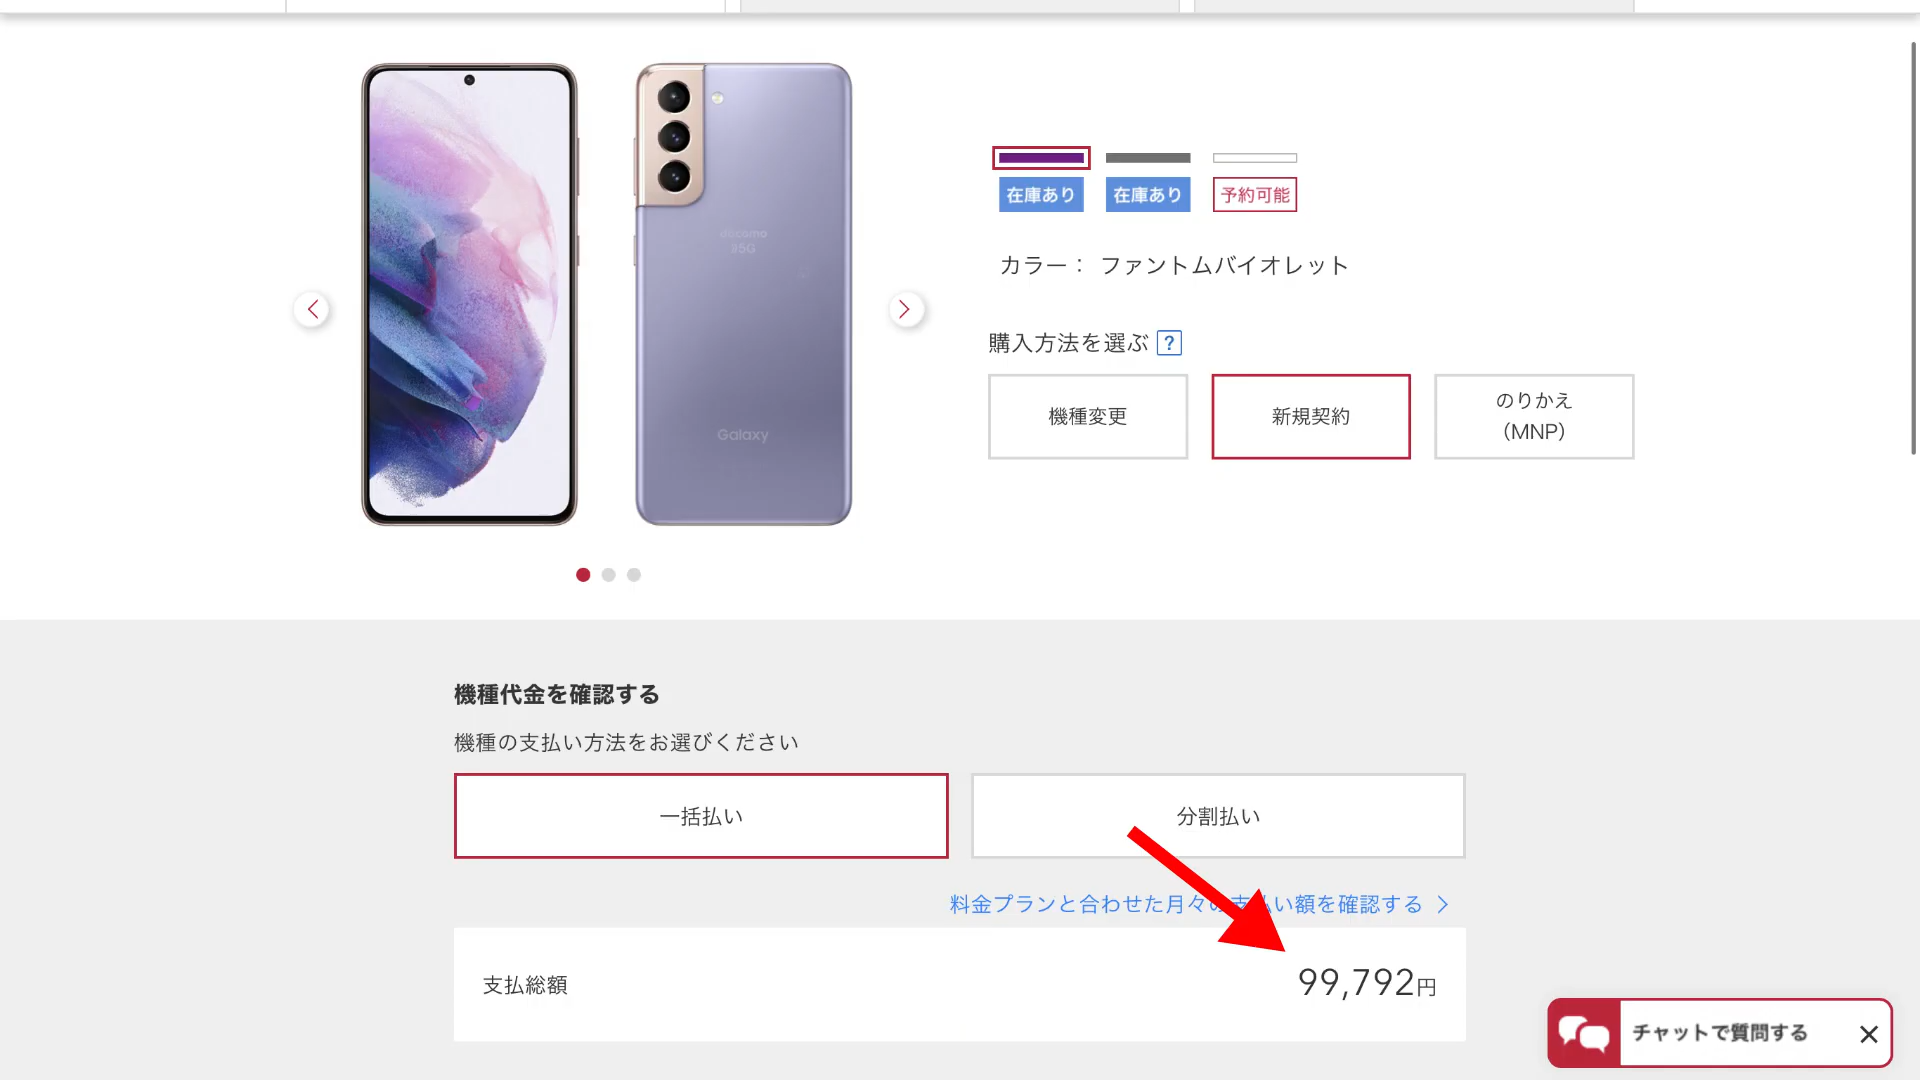 docomo
5G
Galaxy
在庫あり 在庫あり 予約可能
カラー： ファントムバイオレット
購入方法を選ぶ ?
機種変更
新規契約
のりかえ
（MNP）
機種代金を確認する
機種の支払い方法をお選びください
一括払い
分割払い
料金プランと合わせた月々の支払い額を確認する
支払総額
99,792円
チャットで質問する